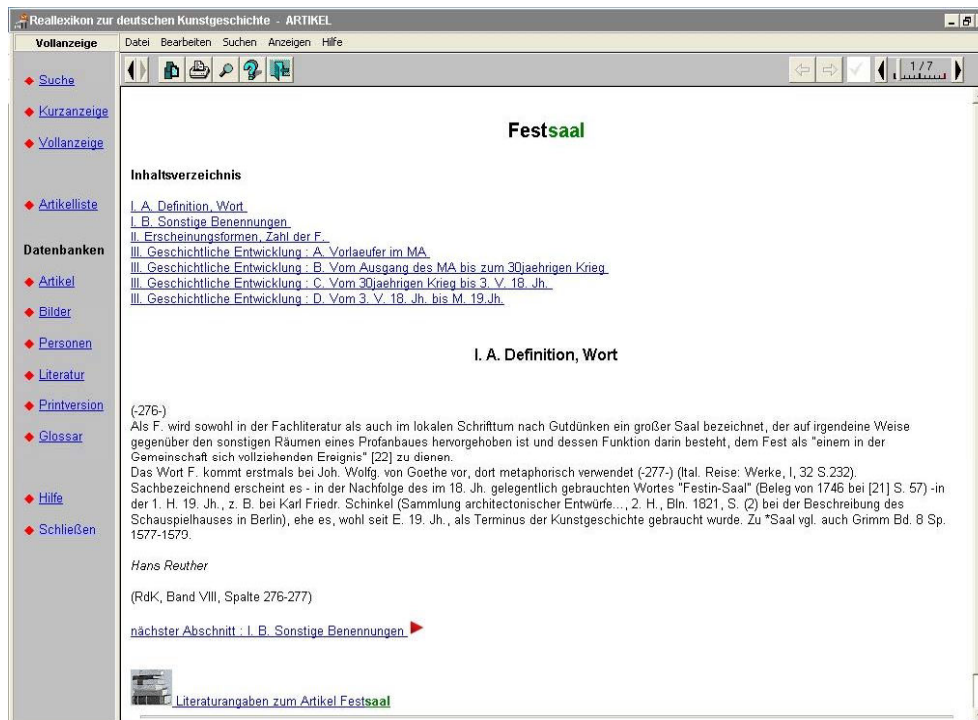 Reallexikon zur deutschen Kunstgeschichte - ARTIKEL
Vollanzeige
Datei Bearbeiten Suchen Anzeigen Hilfe
1/7
Suche
Kurzanzeige
Vollanzeige
Artikelliste
Datenbanken
Artikel
Bilder
Personen
Literatur
Printversion
Glossar
Hilfe
Schließen
Festsaal
Inhaltsverzeichnis
I. A. Definition, Wort
I. B. Sonstige Benennungen
II. Erscheinungsformen, Zahl der F.
III. Geschichtliche Entwicklung : A. Vorlaeufer im MA
III. Geschichtliche Entwicklung : B. Vom Ausgang des MA bis zum 30jaehrigen Krieg
III. Geschichtliche Entwicklung : C. Vom 30jaehrigen Krieg bis 3. V. 18. Jh.
III. Geschichtliche Entwicklung : D. Vom 3. V. 18. Jh. bis M. 19.Jh.
I. A. Definition, Wort
(-276-)
Als F. wird sowohl in der Fachliteratur als auch im lokalen Schrifttum nach Gutdünken ein großer Saal bezeichnet, der auf irgendeine Weise
gegenüber den sonstigen Räumen eines Profanbaues hervorgehoben ist und dessen Funktion darin besteht, dem Fest als "einem in der
Gemeinschaft sich vollziehenden Ereignis" [22] zu dienen.
Das Wort F. kommt erstmals bei Joh. Wolfg. von Goethe vor, dort metaphorisch verwendet (-277-) (Ital. Reise: Werke, I, 32 S.232).
Sachbezeichnend erscheint es - in der Nachfolge des im 18. Jh. gelegentlich gebrauchten Wortes "Festin-Saal" (Beleg von 1746 bei [21] S. 57) -in
der 1. H. 19. Jh., z. B. bei Karl Friedr. Schinkel (Sammlung architectonischer Entwürfe..., 2. H., Bln. 1821, S. (2) bei der Beschreibung des
Schauspielhauses in Berlin), ehe es, wohl seit E. 19. Jh., als Terminus der Kunstgeschichte gebraucht wurde. Zu *Saal vgl. auch Grimm Bd. 8 Sp.
1577-1579.
Hans Reuther
(RdK, Band VIII, Spalte 276-277)
nächster Abschnitt : I. B. Sonstige Benennungen
Literaturangaben zum Artikel Festsaal